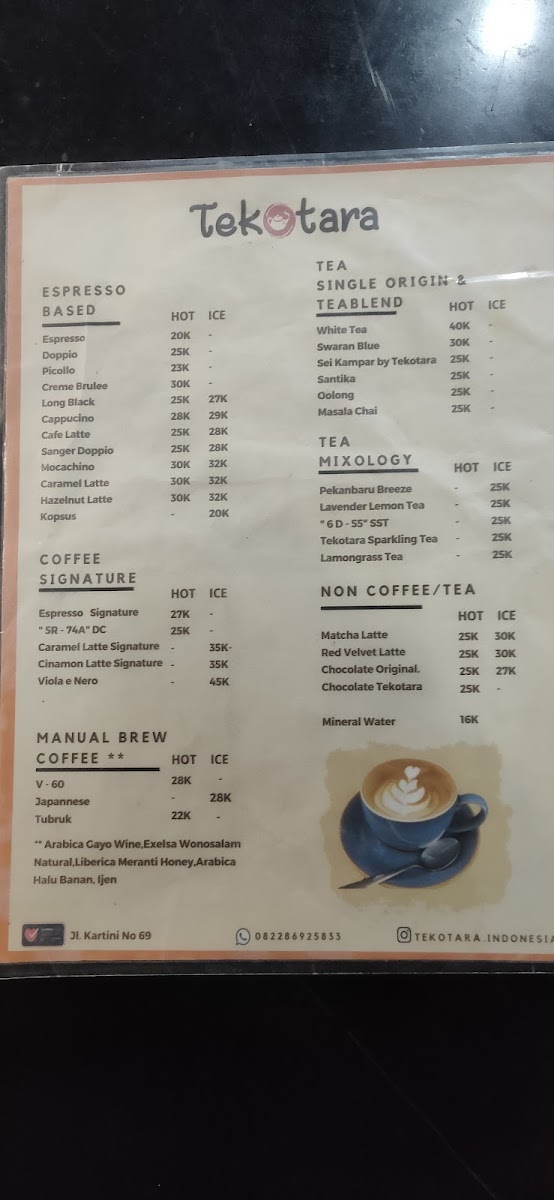 Tekotara
ESPRESSO
BASED HOT ICE
Espresso 20K -
Doppio 25K -
Picollo 23K -
Creme Brulee 30K -
Long Black 25K 27K
Cappucino 28K 29K
Cafe Latte 25K 28K
Sanger Doppio 25K 28K
Mocachino 30K 32K
Caramel Latte 30K 32K
Hazelnut Latte 30K 32K
Kopsus - 20K
COFFEE
SIGNATURE HOT ICE
Espresso Signature 27K -
" 5R - 74A" DC 25K -
Caramel Latte Signature - 35K
Cinamon Latte Signature - 35K
Viola e Nero - 45K
-
MANUAL BREW
COFFEE ** HOT ICE
V - 60 28K -
Japannese - 28K
Tubruk 22K -
** Arabica Gayo Wine,Exelsa Wonosalam
Natural,Liberica Meranti Honey,Arabica
Halu Banan, Ijen
TEA
SINGLE ORIGIN &
TEABLEND HOT ICE
White Tea 40K -
Swaran Blue 30K -
Sei Kampar by Tekotara 25K -
Santika 25K -
Oolong 25K -
Masala Chai 25K -
TEA
MIXOLOGY HOT ICE
Pekanbaru Breeze - 25K
Lavender Lemon Tea - 25K
" 6 D - 55" SST - 25K
Tekotara Sparkling Tea - 25K
Lamongrass Tea - 25K
NON COFFEE/TEA
HOT ICE
Matcha Latte 25K 30K
Red Velvet Latte 25K 30K
Chocolate Original. 25K 27K
Chocolate Tekotara 25K -
Mineral Water 16K
Jl. Kartini No 69
082286925833
TEKOTARA.INDONESIA